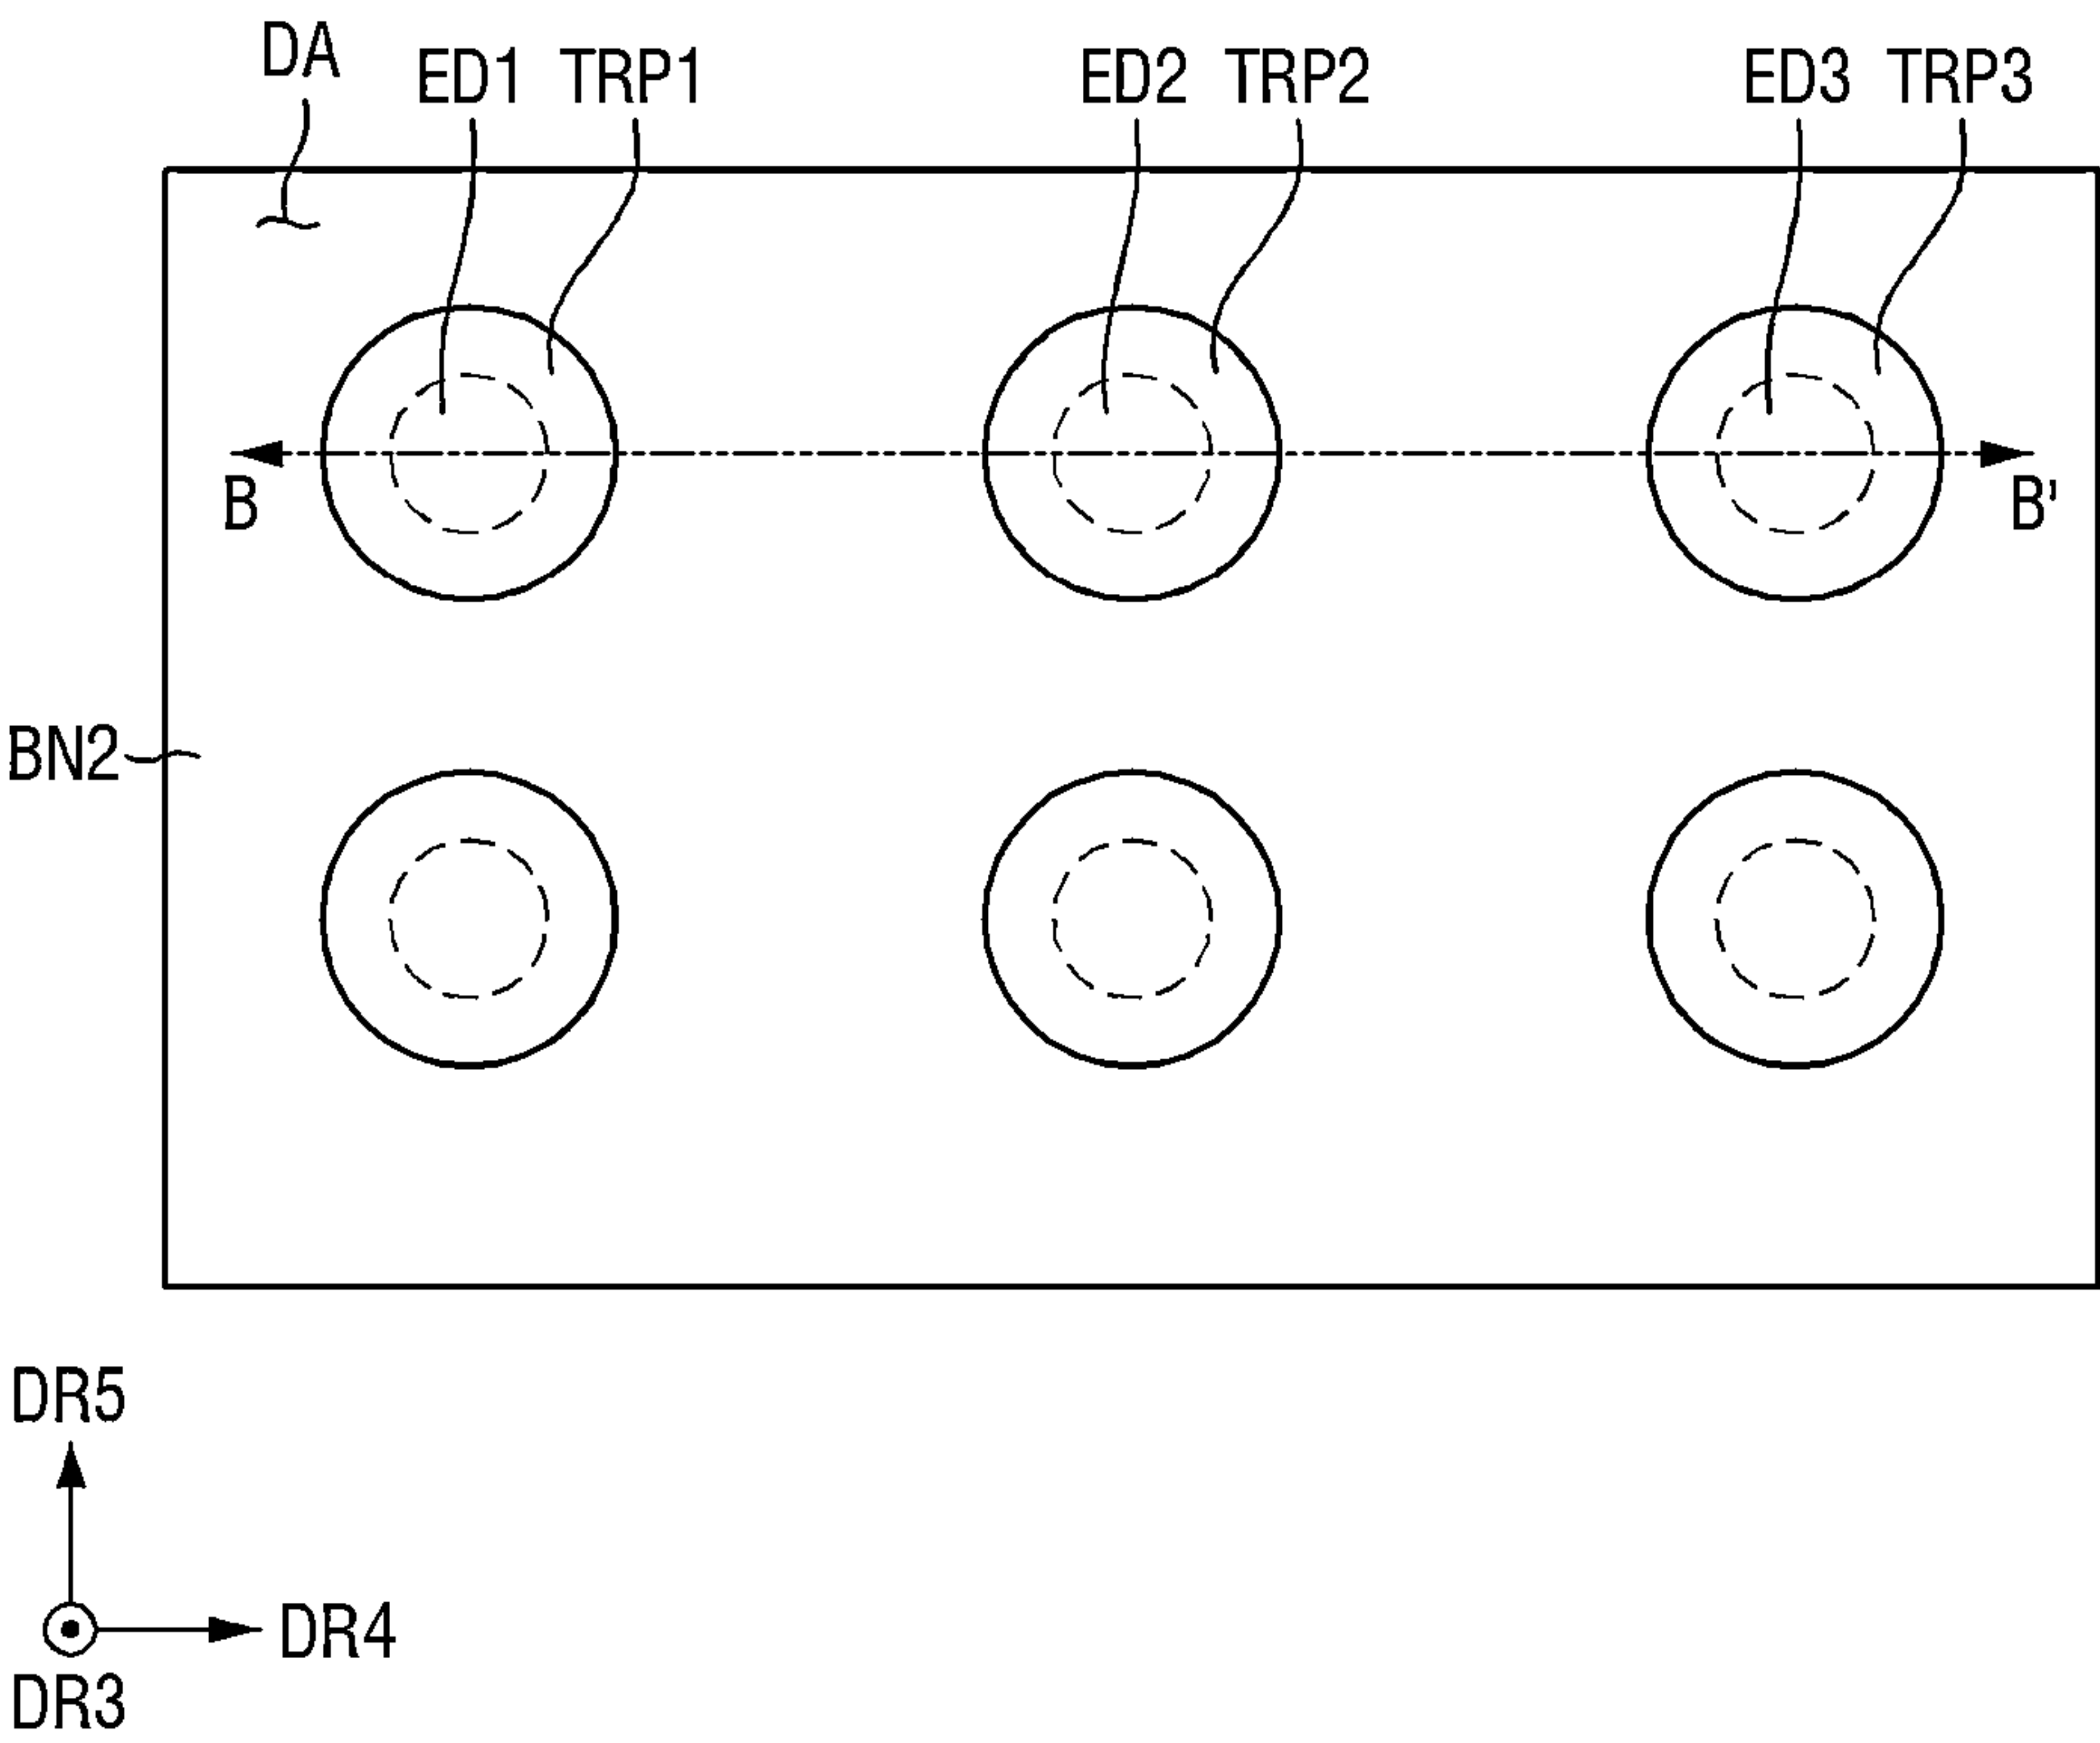 DA ED1 TRP1 ED2 TRP2 ED3 TRP3
B B'
BN2
DR5
DR4
DR3